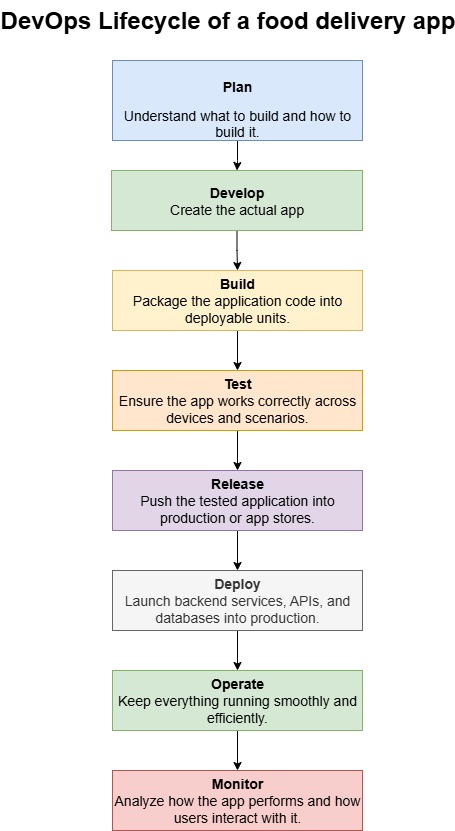 DevOps Lifecycle of a food delivery app
Plan
Understand what to build and how to
build it.
Develop
Create the actual app
Build
Package the application code into
deployable units.
Test
Ensure the app works correctly across
devices and scenarios.
Release
Push the tested application into
production or app stores.
Deploy
Launch backend services, APIs, and
databases into production.
Operate
Keep everything running smoothly and
efficiently.
Monitor
Analyze how the app performs and how
users interact with it.